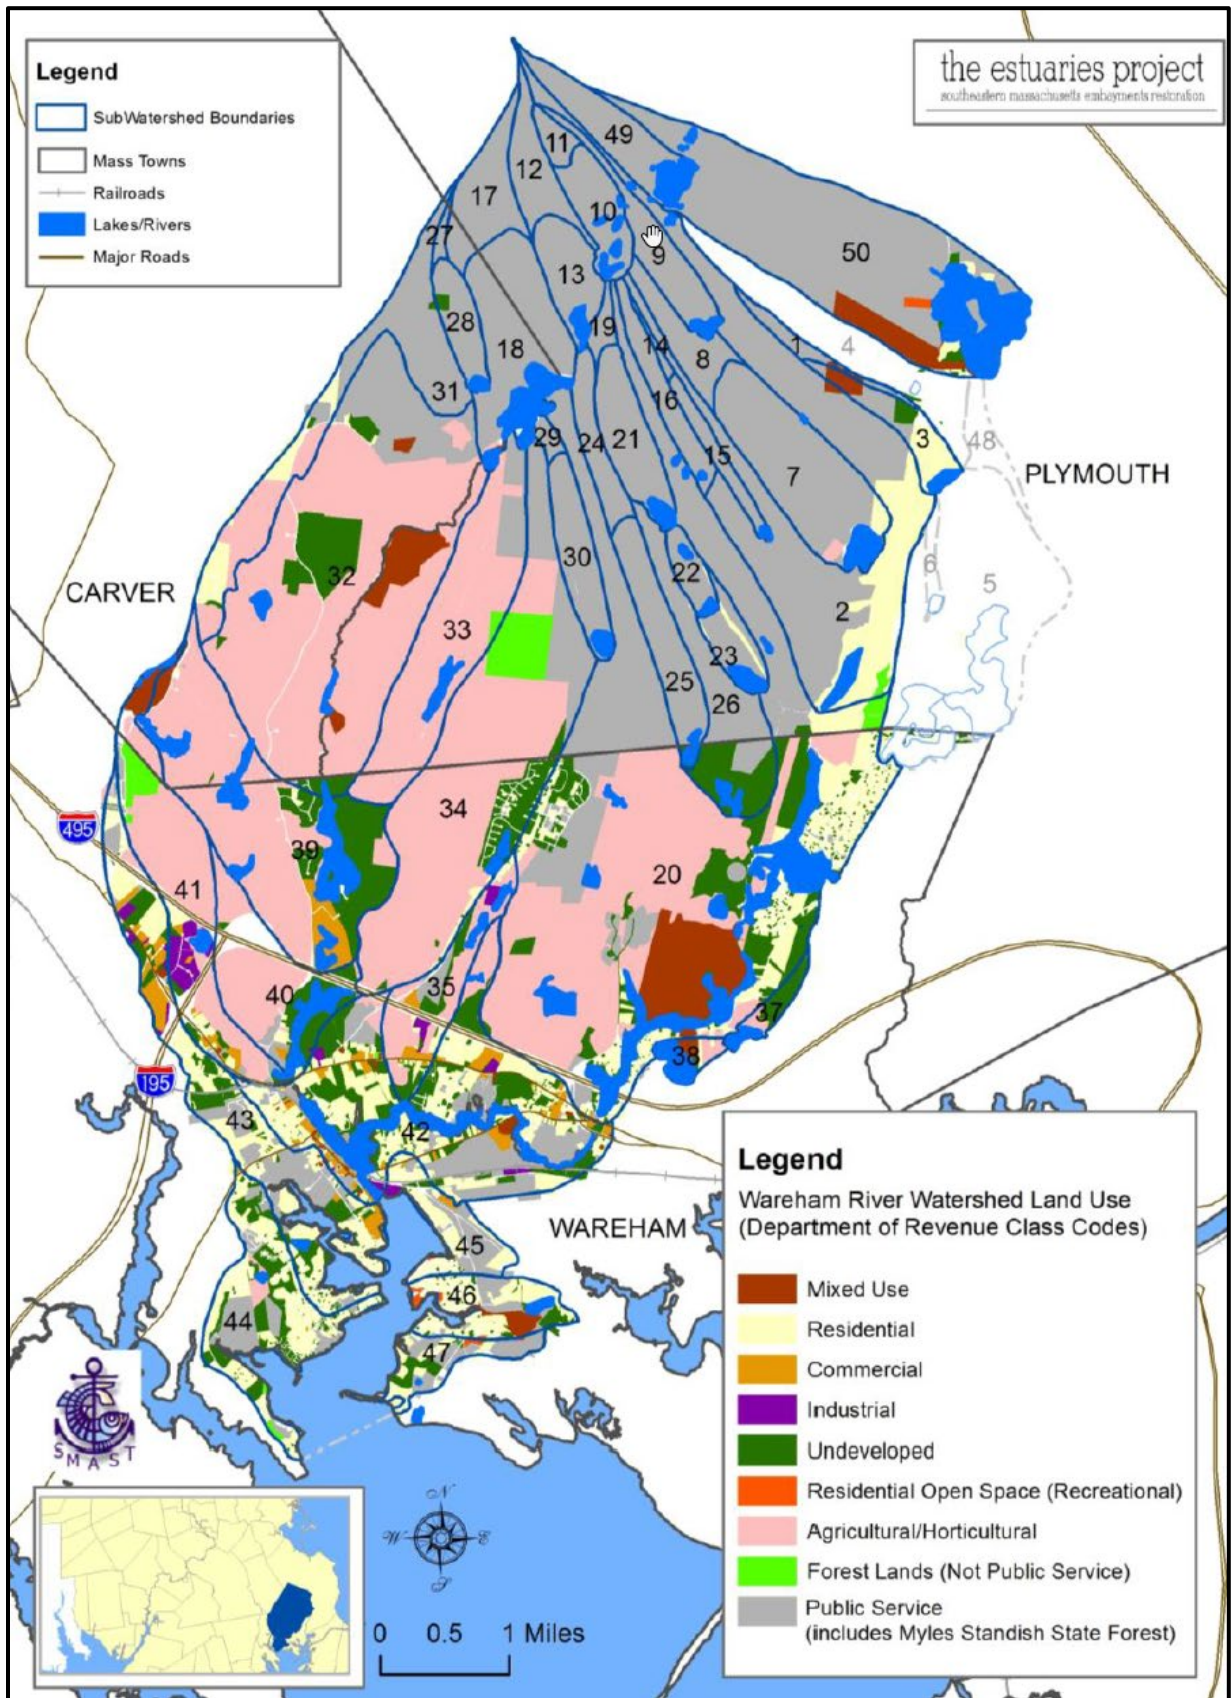 Legend
SubWatershed Boundaries
Mass Towns
Railroads
Lakes/Rivers
Major Roads
the estuaries project
southeastern massachusetts embayments restoration
11
49
12
17
10
27
9
50
13
28
19
18
14
8
1
4
31
16
29
24
21
15
3
48
7
PLYMOUTH
30
32
22
6
5
CARVER
2
33
23
25
26
34
495
39
20
41
40
35
37
38
195
43
42
45
WAREHAM
46
44
47
SMAST
N
W
E
S
0 0.5 1 Miles
Legend
Wareham River Watershed Land Use
(Department of Revenue Class Codes)
Mixed Use
Residential
Commercial
Industrial
Undeveloped
Residential Open Space (Recreational)
Agricultural/Horticultural
Forest Lands (Not Public Service)
Public Service
(includes Myles Standish State Forest)